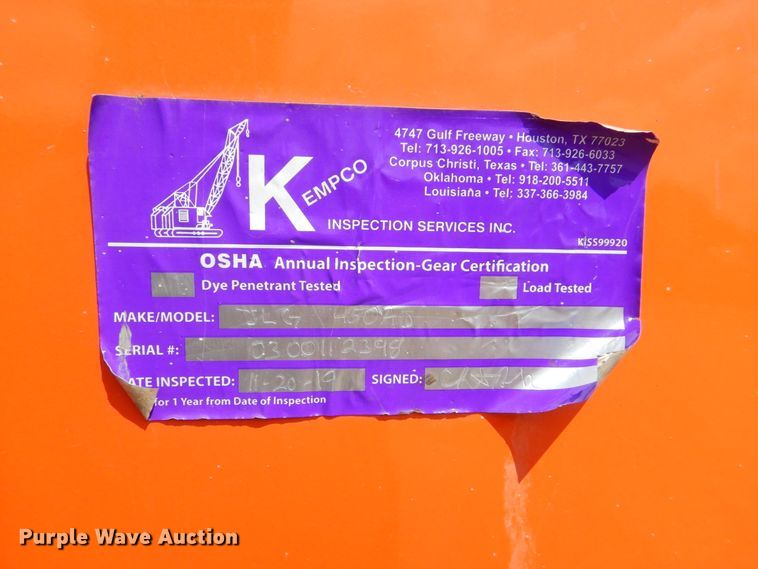 4747 Gulf Freeway • Houston, TX 77023
Tel: 713-926-1005 • Fax: 713-926-6033
Corpus Christi, Texas • Tel: 361-443-7757
Oklahoma • Tel: 918-200-5511
Louisiana • Tel: 337-366-3984
KEMPCO
INSPECTION SERVICES INC.
KiSS99920
OSHA Annual Inspection-Gear Certification
Dye Penetrant Tested
Load Tested
MAKE/MODEL: JLG 450AJ
SERIAL #: 0300112398
ATE INSPECTED: 11-20-19 SIGNED:
for 1 Year from Date of Inspection
Purple Wave Auction